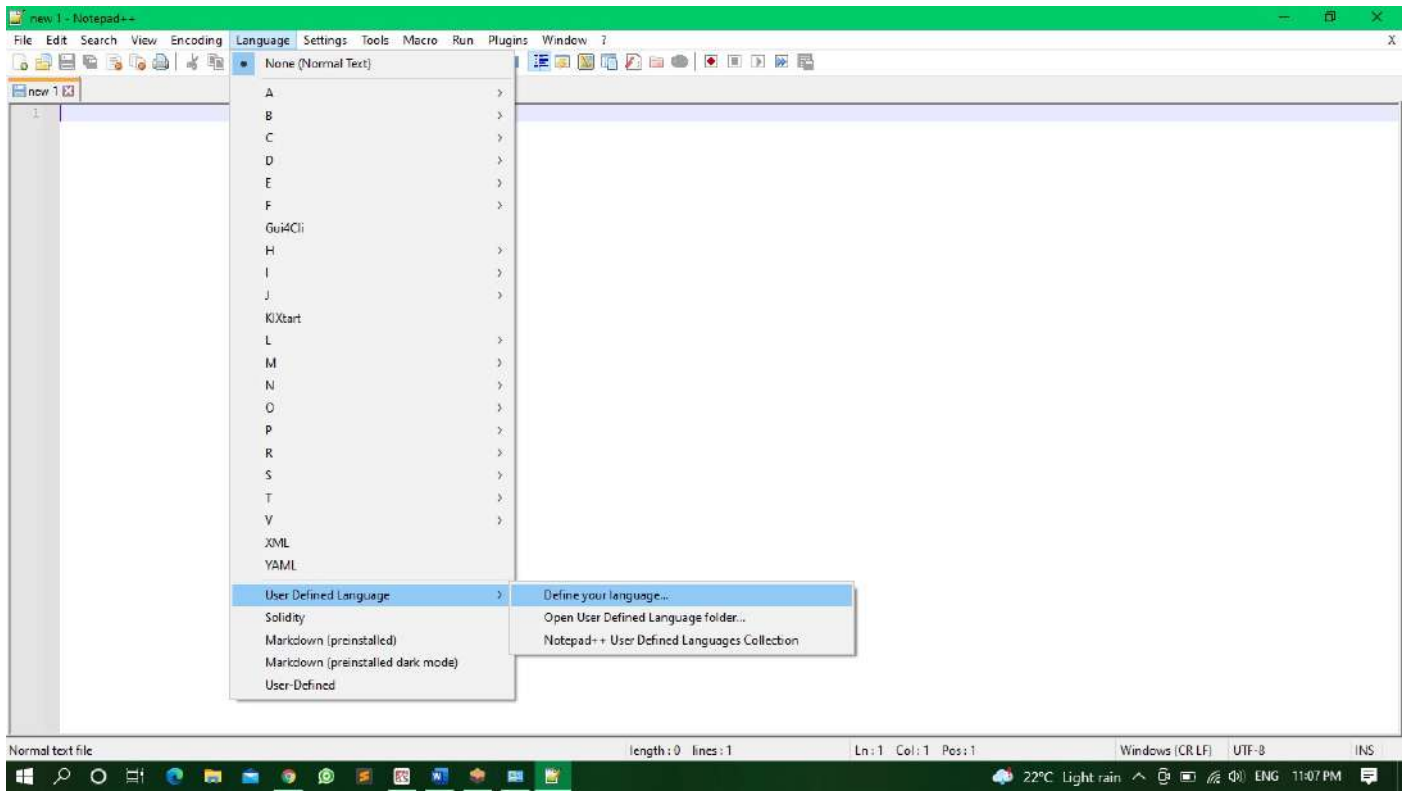 new 1 - Notepad++
File Edit Search View Encoding Language Settings Tools Macro Run Plugins Window ? X
new 1
None (Normal Text)
1
A
B
C
D
E
F
Gui4Cli
H
I
J
KIXtart
L
M
N
O
P
R
S
T
V
XML
YAML
User Defined Language
Define your language...
Solidity
Open User Defined Language folder...
Markdown (preinstalled)
Notepad++ User Defined Languages Collection
Markdown (preinstalled dark mode)
User-Defined
Normal text file length : 0 lines : 1 Ln : 1 Col : 1 Pos : 1 Windows (CR LF) UTF-8 INS
22°C Light rain ENG 11:07 PM